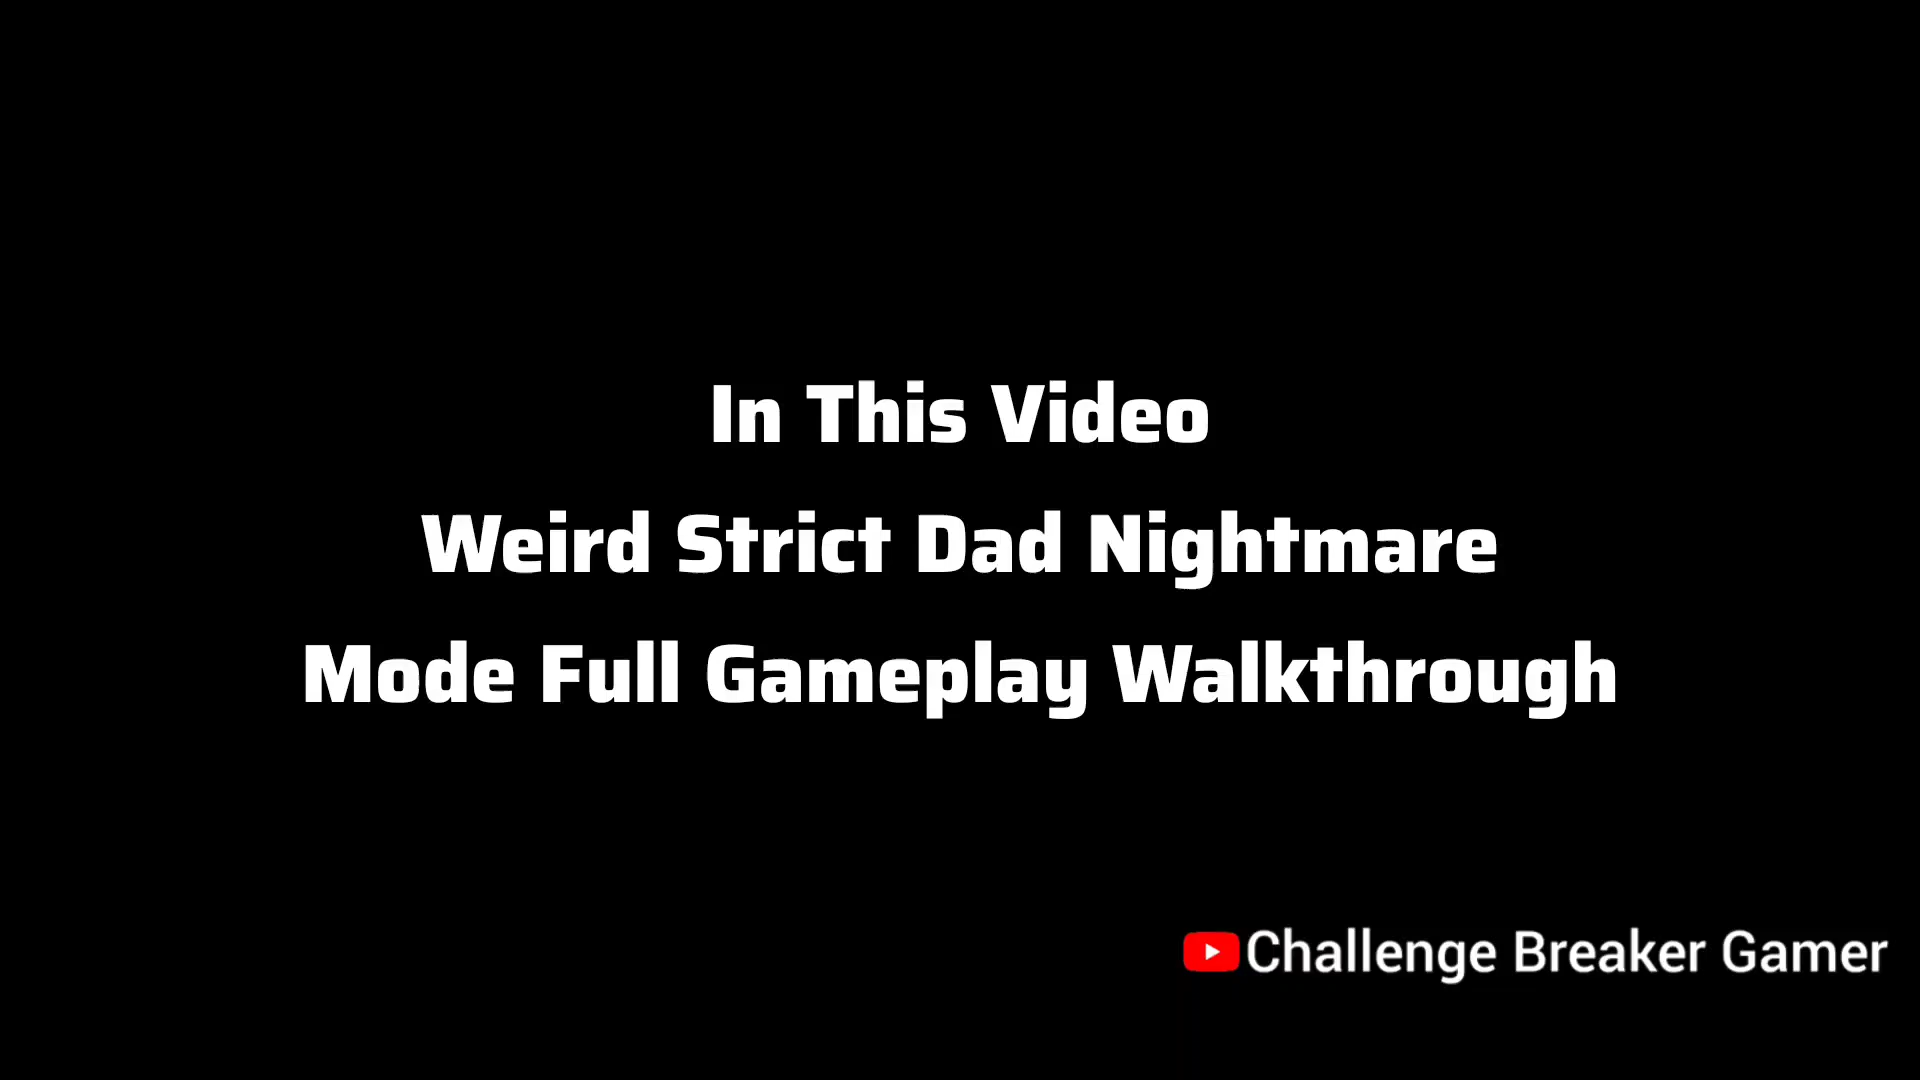 In This Video
Weird Strict Dad Nightmare
Mode Full Gameplay Walkthrough
Challenge Breaker Gamer